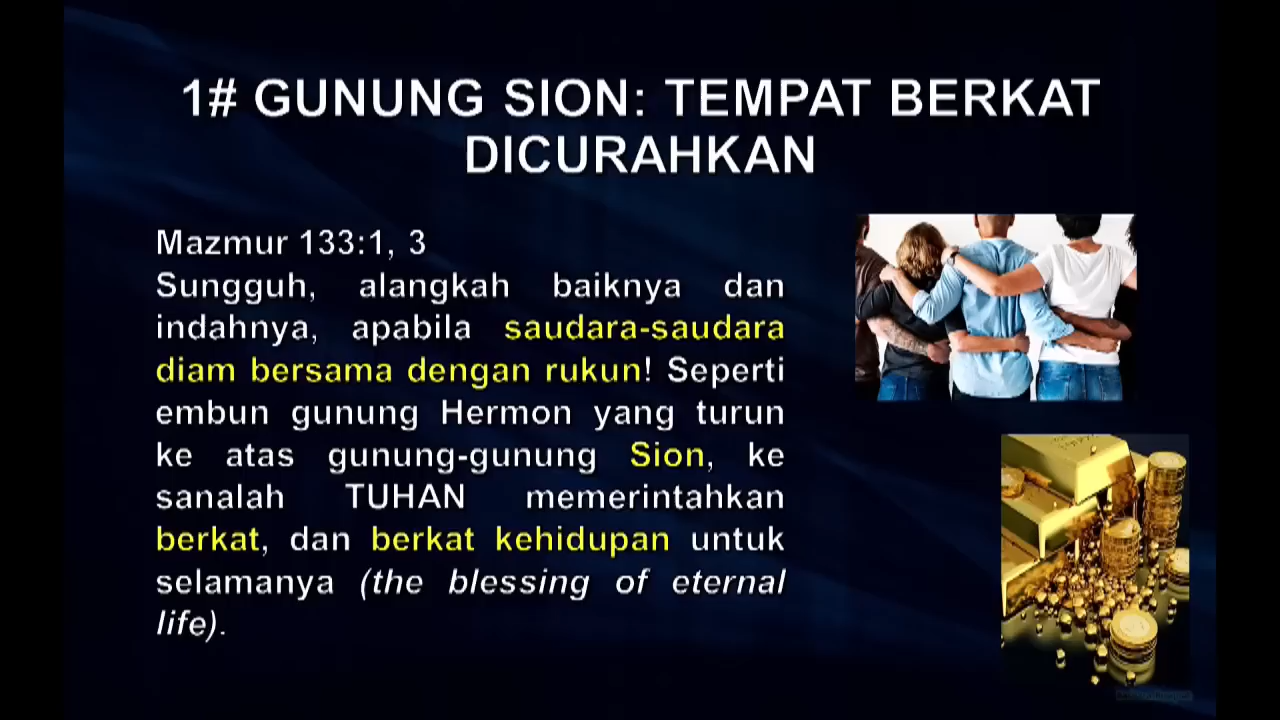 1# GUNUNG SION: TEMPAT BERKAT
DICURAHKAN
Mazmur 133:1, 3
Sungguh, alangkah baiknya dan
indahnya, apabila saudara-saudara
diam bersama dengan rukun! Seperti
embun gunung Hermon yang turun
ke atas gunung-gunung Sion, ke
sanalah TUHAN memerintahkan
berkat, dan berkat kehidupan untuk
selamanya (the blessing of eternal
life).